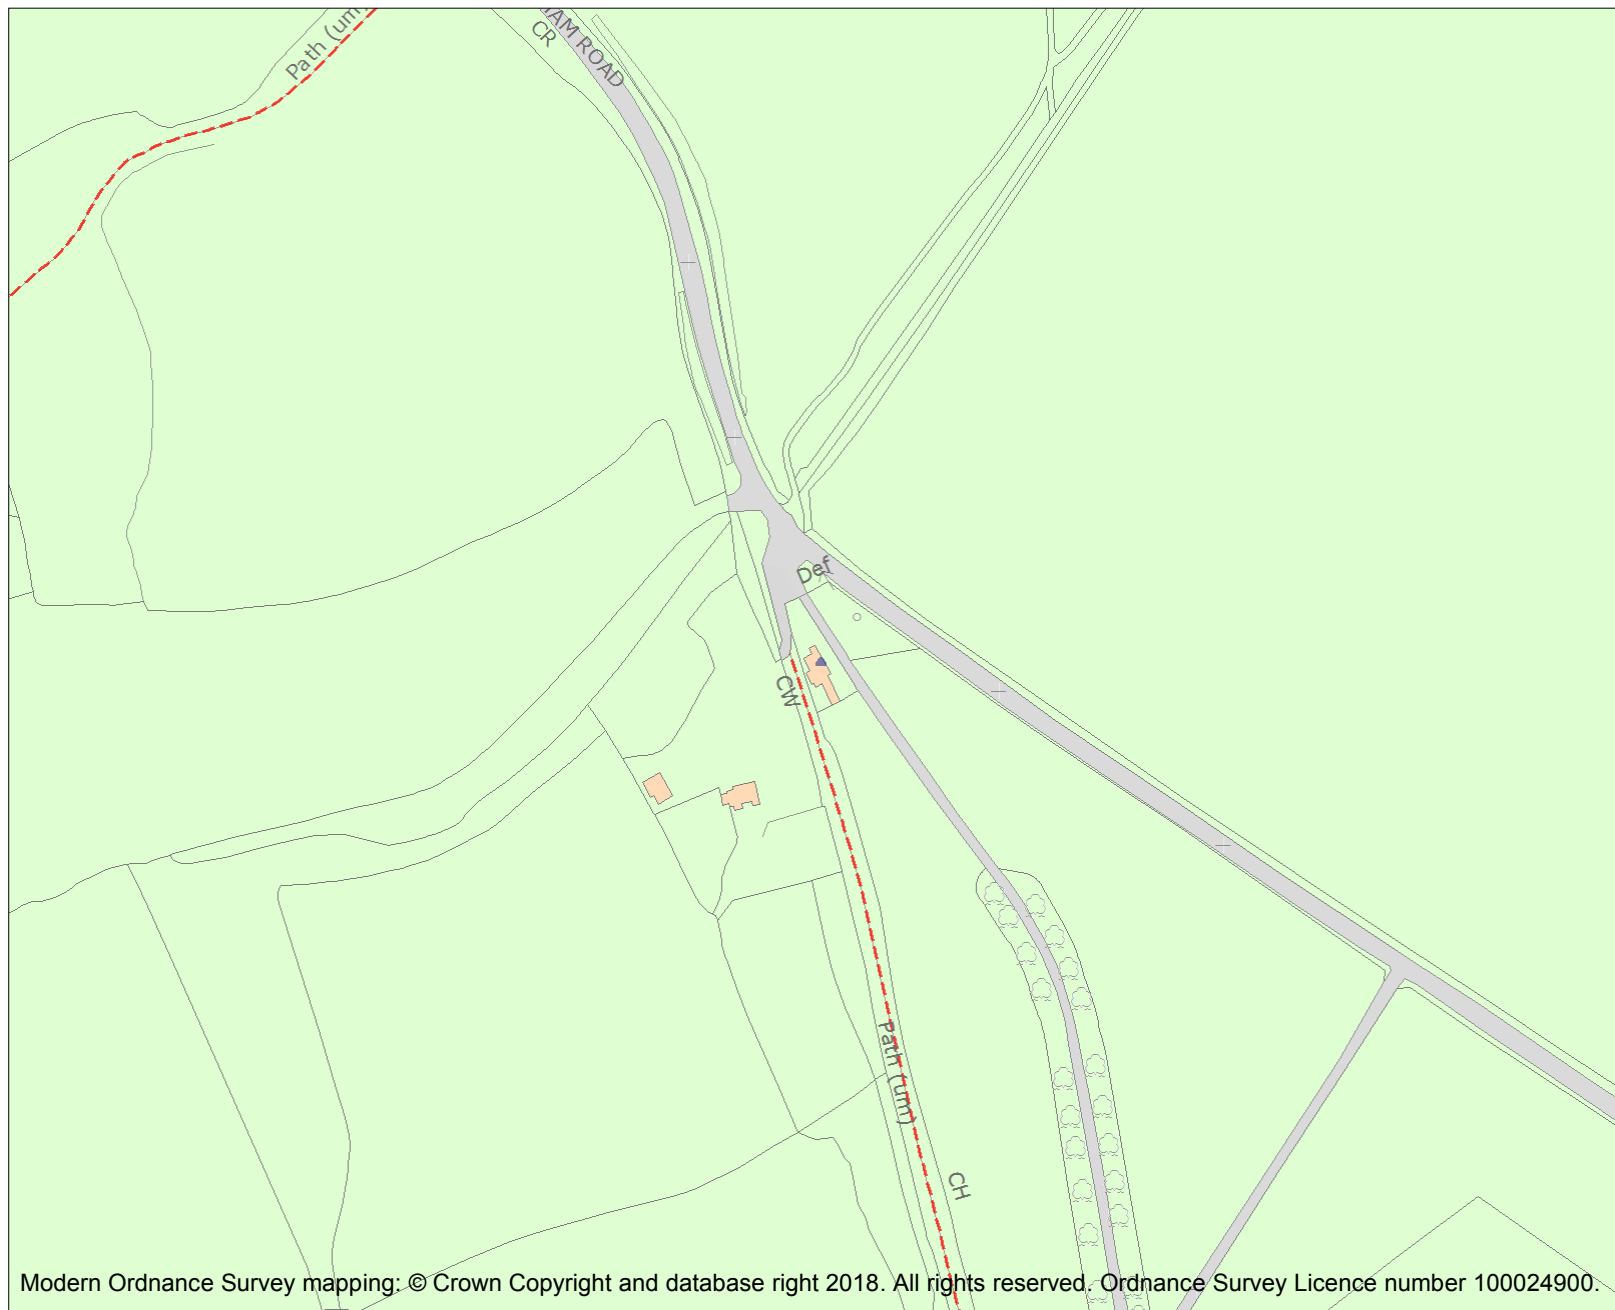 Path (um)
CR
Def
CW
Path (um)
CH
Modern Ordnance Survey mapping: © Crown Copyright and database right 2018. All rights reserved. Ordnance Survey Licence number 100024900.
ROAD